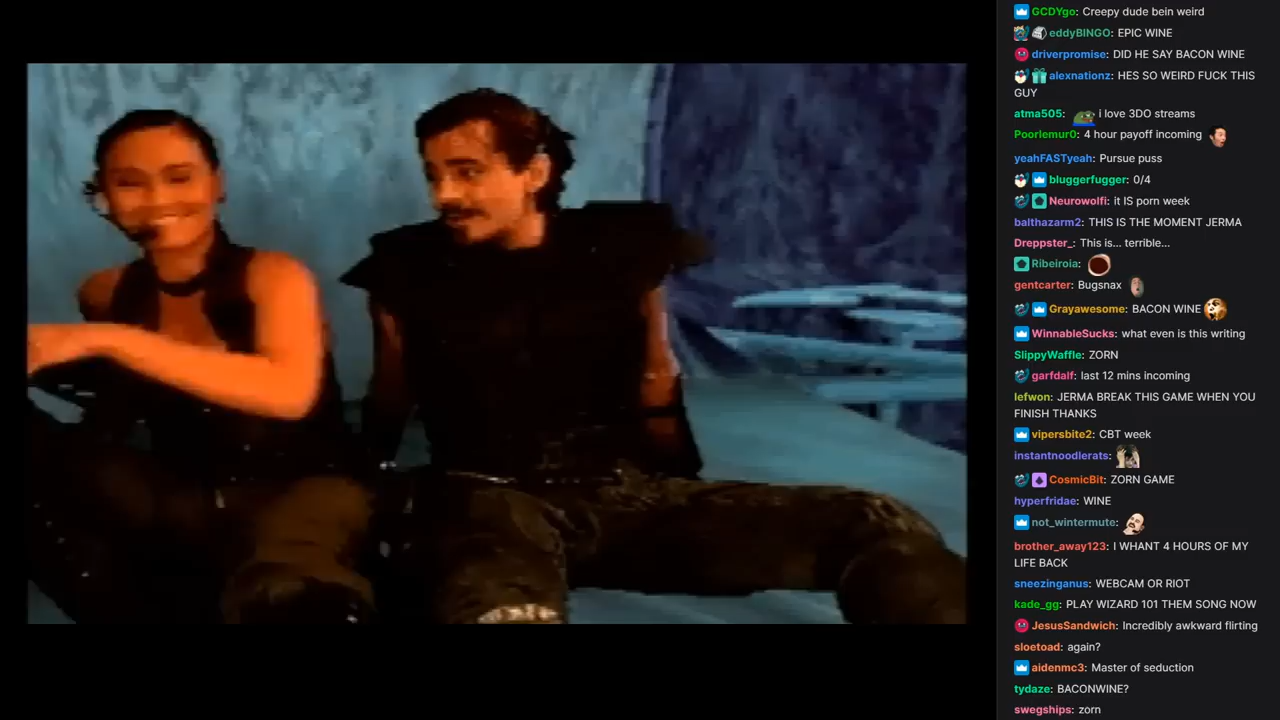 GCDYgo: Creepy dude bein weird
eddyBINGO: EPIC WINE
driverpromise: DID HE SAY BACON WINE
alexnationz: HES SO WEIRD FUCK THIS
GUY
atma505: i love 3DO streams
Poorlemur0: 4 hour payoff incoming
yeahFASTyeah: Pursue puss
bluggerfugger: 0/4
Neurowolfi: it IS porn week
balthazarm2: THIS IS THE MOMENT JERMA
Dreppster_: This is... terrible...
Ribeiroia:
gentcarter: Bugsnax
Grayawesome: BACON WINE
WinnableSucks: what even is this writing
SlippyWaffle: ZORN
garfdalf: last 12 mins incoming
lefwon: JERMA BREAK THIS GAME WHEN YOU
FINISH THANKS
vipersbite2: CBT week
instantnoodlerats:
CosmicBit: ZORN GAME
hyperfridae: WINE
not_wintermute:
brother_away123: I WHANT 4 HOURS OF MY
LIFE BACK
sneezinganus: WEBCAM OR RIOT
kade_gg: PLAY WIZARD 101 THEM SONG NOW
JesusSandwich: Incredibly awkward flirting
sloetoad: again?
aidenmc3: Master of seduction
tydaze: BACONWINE?
swegships: zorn